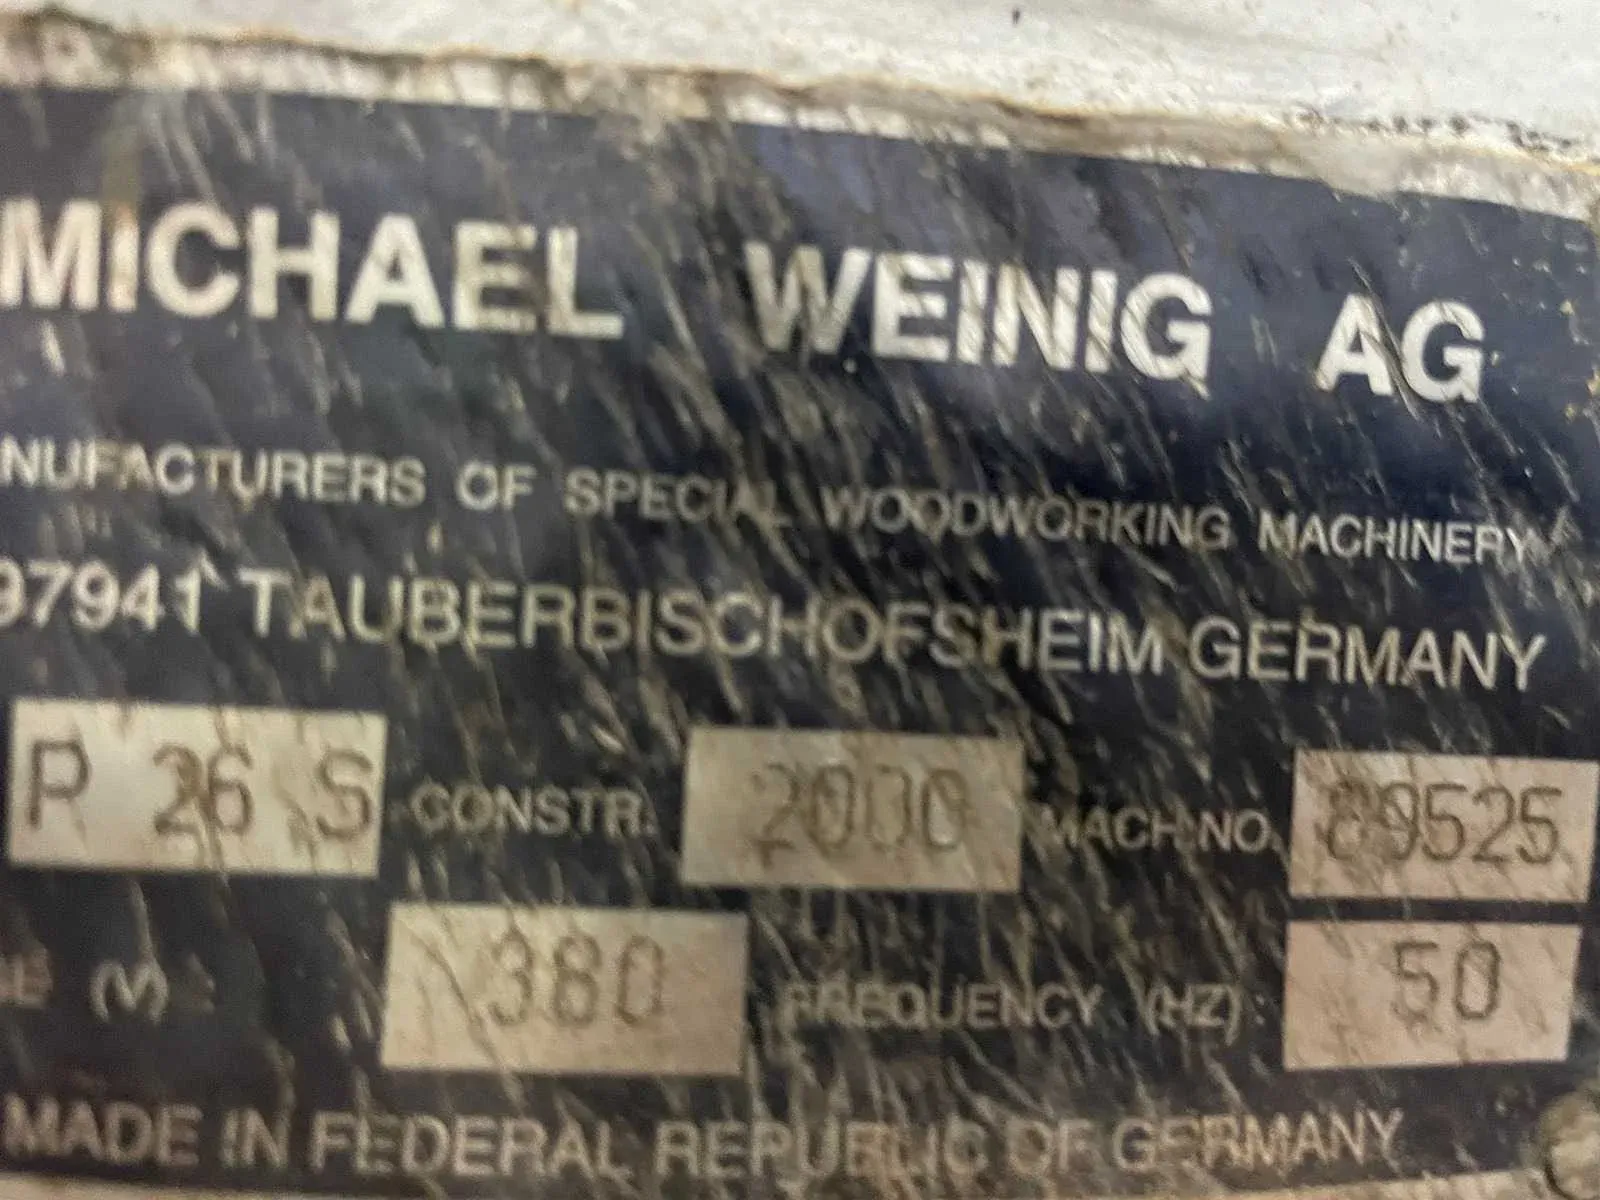 MICHAEL WEINIG AG
NUFACTURERS OF SPECIAL WOODWORKING MACHINERY
97941 TAUBERBISCHOFSHEIM GERMANY
P 26 S CONSTR. 2000 MACH.NO. 89525
(V) 380 FREQUENCY (HZ) 50
MADE IN FEDERAL REPUBLIC OF GERMANY